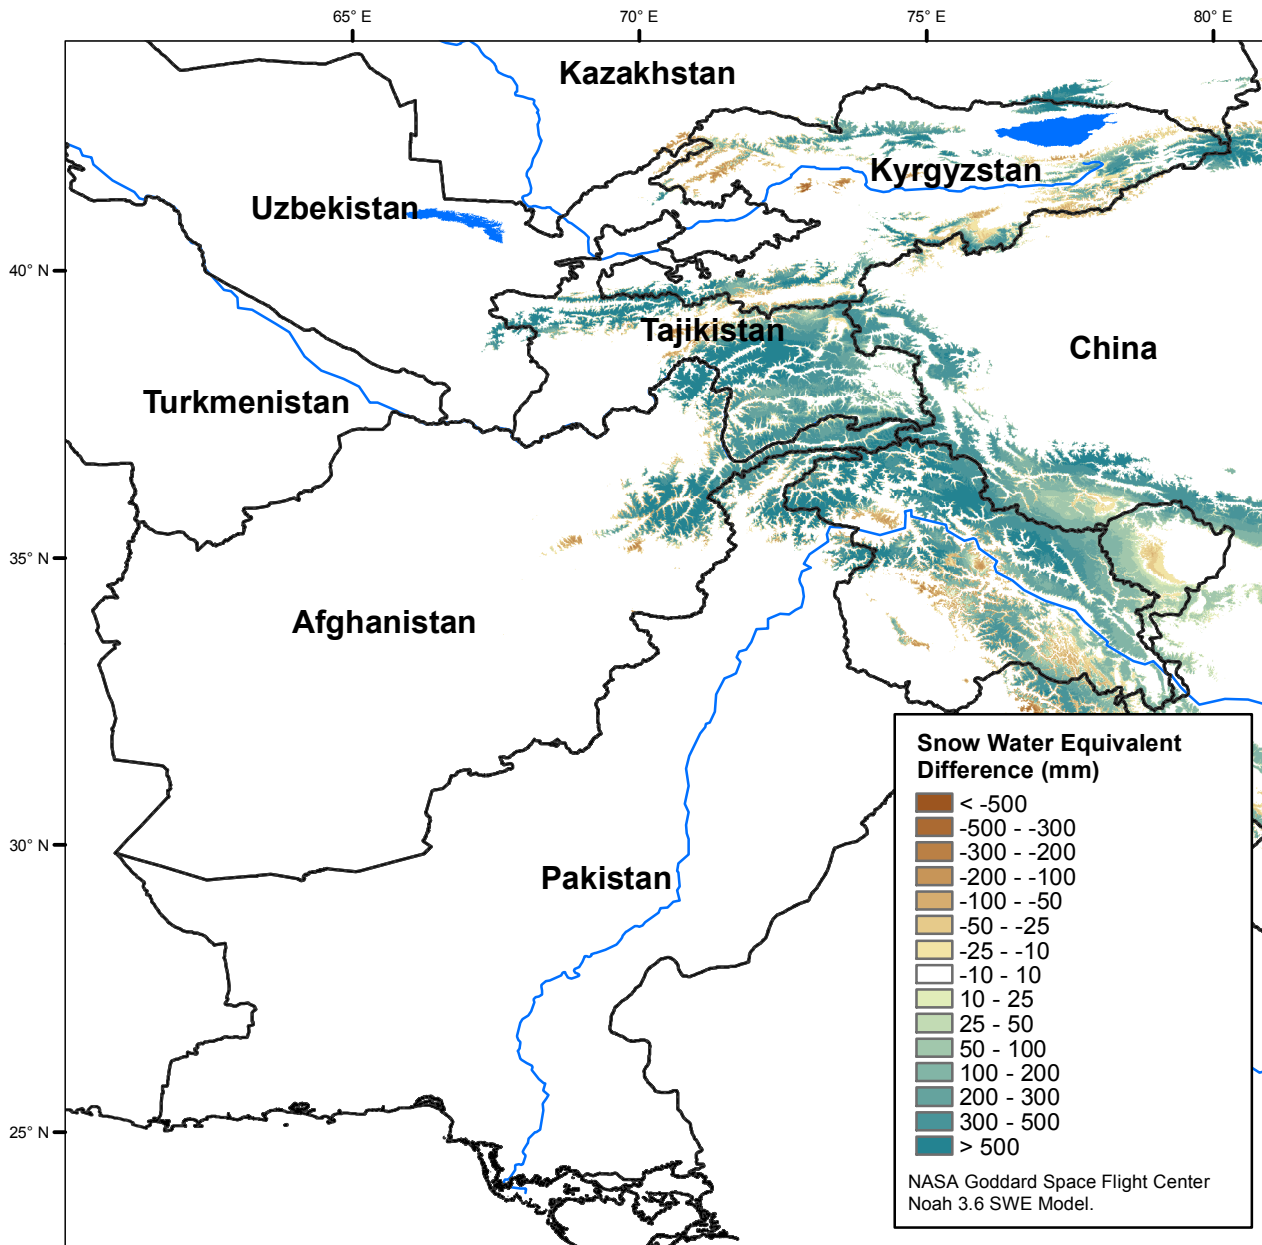 65° E
70° E
75° E
80° E
Kazakhstan
Kyrgyzstan
Uzbekistan
40° N
Tajikistan
China
Turkmenistan
35° N
Afghanistan
30° N
Pakistan
25° N
Snow Water Equivalent
Difference (mm)
< -500
-500 - -300
-300 - -200
-200 - -100
-100 - -50
-50 - -25
-25 - -10
-10 - 10
10 - 25
25 - 50
50 - 100
100 - 200
200 - 300
300 - 500
> 500
NASA Goddard Space Flight Center
Noah 3.6 SWE Model.